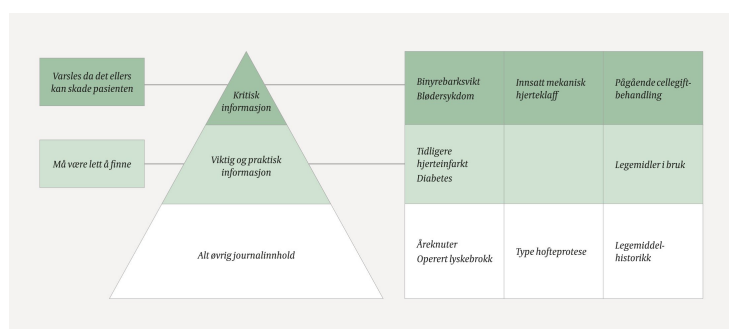 Varsles da det ellers
kan skade pasienten
Kritisk
informasjon
Binyrebarksvikt
Blødersykdom
Innsatt mekanisk
hjerteklaff
Pågående cellegift-
behandling
Må være lett å finne
Viktig og praktisk
informasjon
Tidligere
hjerteinfarkt
Diabetes
Legemidler i bruk
Alt øvrig journalinnhold
Åreknuter
Operert lyskebrokk
Type hofteprotese
Legemiddel-
historikk